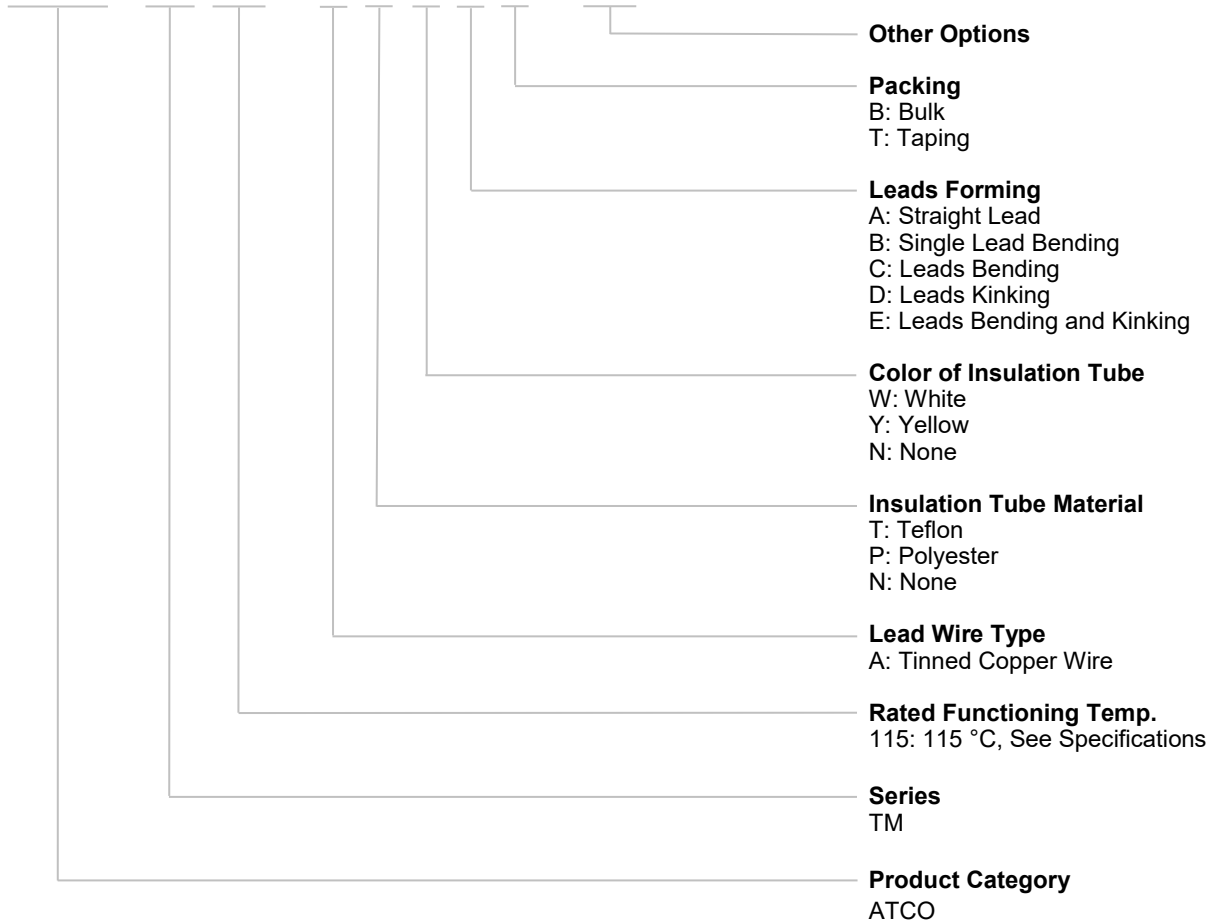 Other Options
Packing
B: Bulk
T: Taping
Leads Forming
A: Straight Lead
B: Single Lead Bending
C: Leads Bending
D: Leads Kinking
E: Leads Bending and Kinking
Color of Insulation Tube
W: White
Y: Yellow
N: None
Insulation Tube Material
T: Teflon
P: Polyester
N: None
Lead Wire Type
A: Tinned Copper Wire
Rated Functioning Temp.
115: 115 °C, See Specifications
Series
TM
Product Category
ATCO